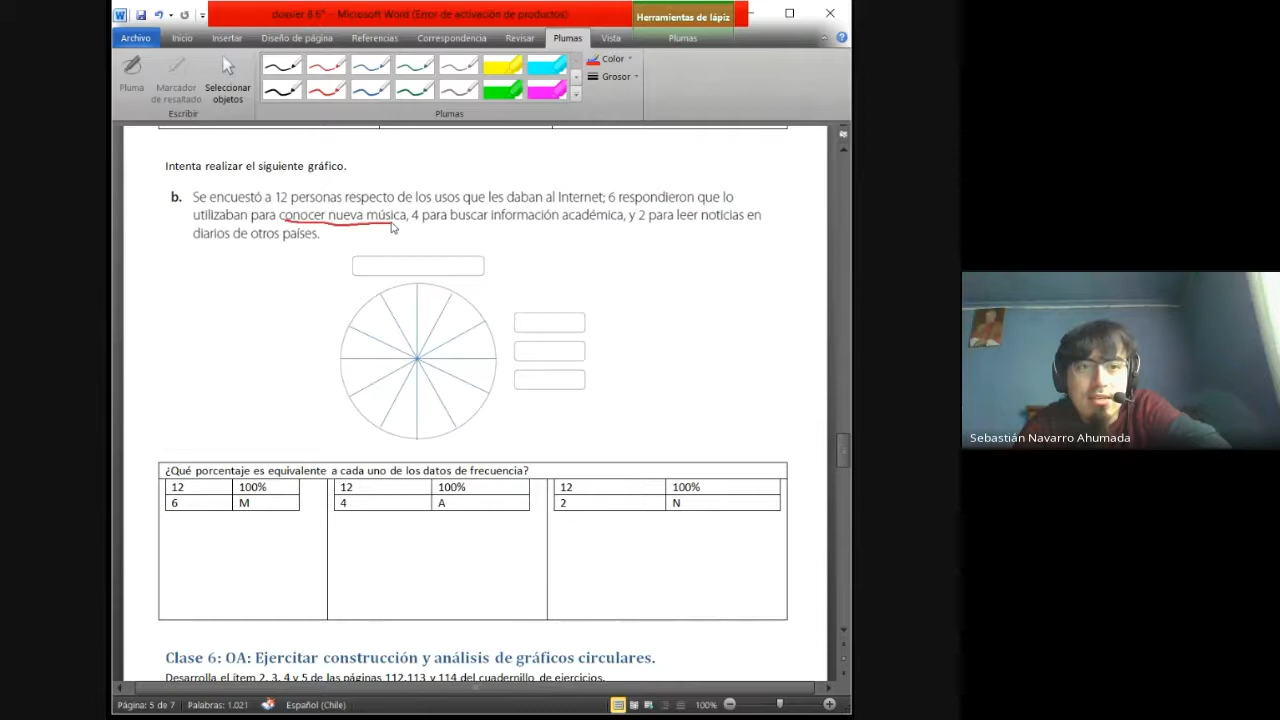 dossier 8.6° - Microsoft Word (Error de activación de productos)
Herramientas de lápiz
Archivo Inicio Insertar Diseño de página Referencias Correspondencia Revisar Plumas Vista Plumas
Pluma
Marcador de resaltado
Seleccionar objetos
Color
Grosor
Escribir
Plumas
Intenta realizar el siguiente gráfico.
b. Se encuestó a 12 personas respecto de los usos que les daban al Internet; 6 respondieron que lo
utilizaban para conocer nueva música, 4 para buscar información académica, y 2 para leer noticias en
diarios de otros países.
¿Qué porcentaje es equivalente a cada uno de los datos de frecuencia?
12 100% 12 100% 12 100%
6 M 4 A 2 N
Clase 6: OA: Ejercitar construcción y análisis de gráficos circulares.
Desarrolla el ítem 2, 3, 4 y 5 de las páginas 112,113 y 114 del cuadernillo de ejercicios.
Página: 5 de 7 Palabras: 1.021 Español (Chile) 100%
Sebastián Navarro Ahumada